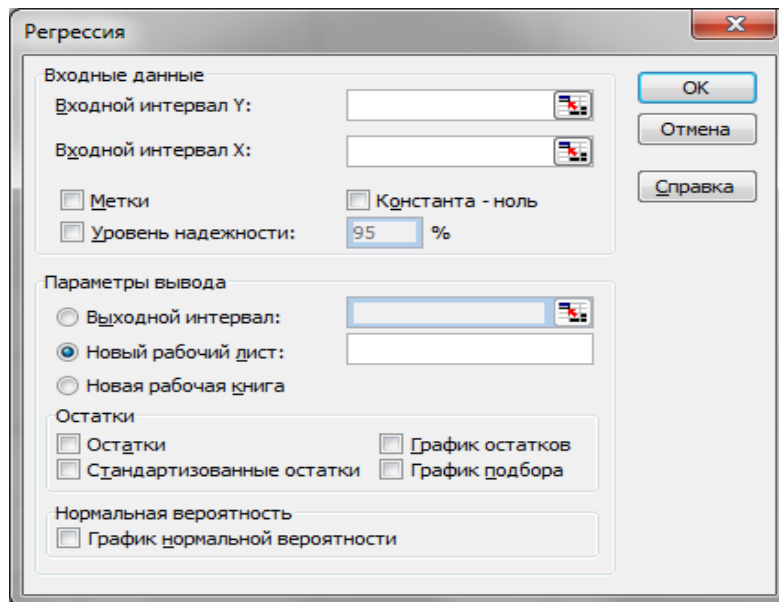 Регрессия
Входные данные
Входной интервал Y:
Входной интервал X:
Метки
Константа - ноль
Уровень надежности:
95 %
OK
Отмена
Справка
Параметры вывода
Выходной интервал:
Новый рабочий лист:
Новая рабочая книга
Остатки
Остатки
График остатков
Стандартизованные остатки
График подбора
Нормальная вероятность
График нормальной вероятности